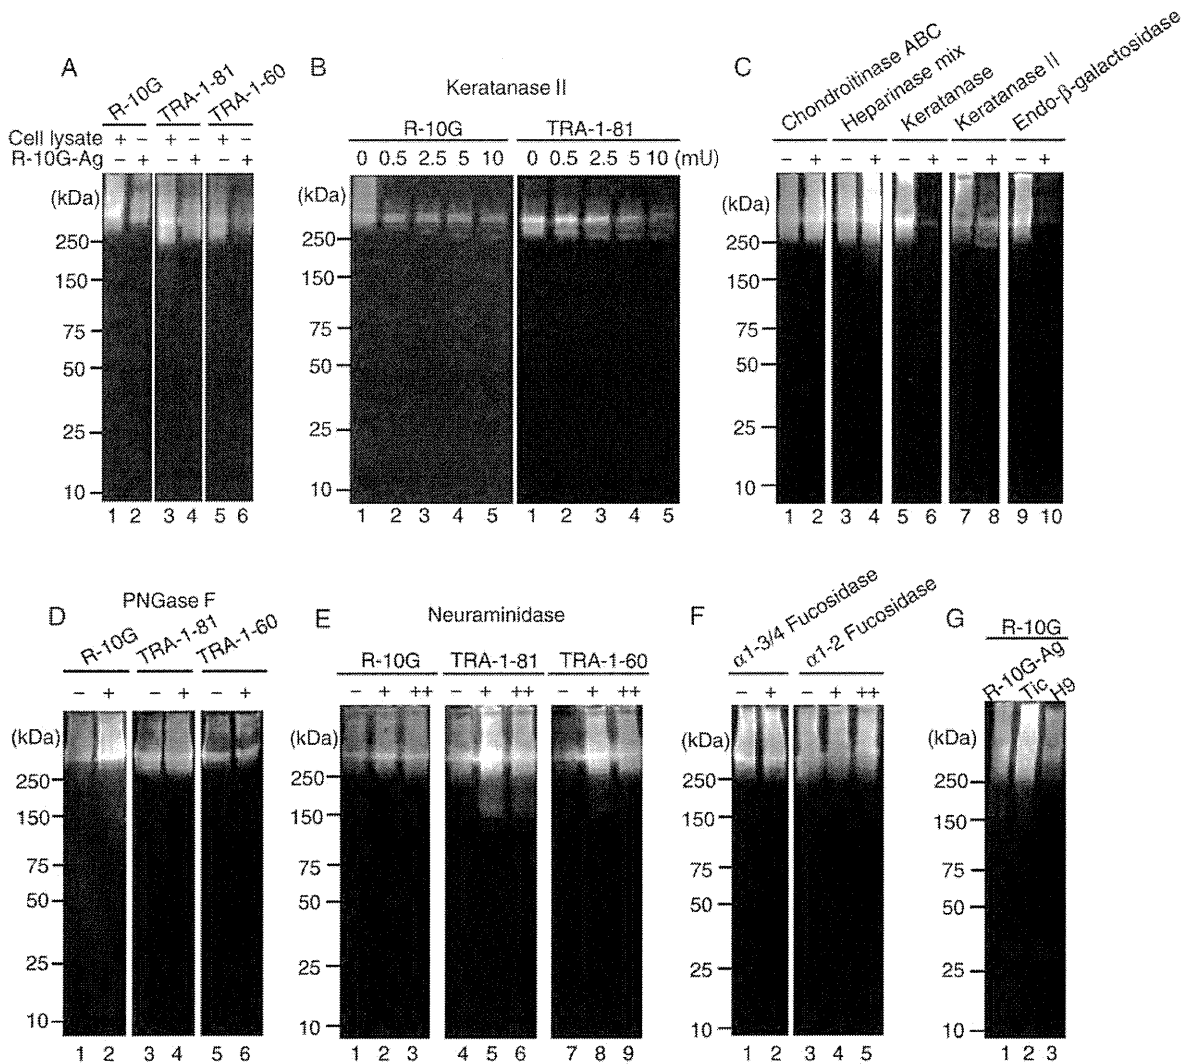 A
R-10G TRA-1-81 TRA-1-60
Cell lysate + − + − + −
R-10G-Ag − + − + − +
(kDa)
250
150
75
50
25
10
1 2 3 4 5 6
B
Keratanase II
R-10G TRA-1-81
0 0.5 2.5 5 10 0 0.5 2.5 5 10 (mU)
(kDa)
250
150
75
50
25
10
1 2 3 4 5 1 2 3 4 5
C
Chondroitinase ABC
Heparinase mix
Keratanase
Keratanase II
Endo-β-galactosidase
− + − + − + − + − +
(kDa)
250
150
75
50
25
10
1 2 3 4 5 6 7 8 9 10
D
PNGase F
R-10G TRA-1-81 TRA-1-60
− + − + − +
(kDa)
250
150
75
50
25
10
1 2 3 4 5 6
E
Neuraminidase
R-10G TRA-1-81 TRA-1-60
− + ++ − + ++ − + ++
(kDa)
250
150
75
50
25
10
1 2 3 4 5 6 7 8 9
F
α1-3/4 Fucosidase
α1-2 Fucosidase
− + − + ++
(kDa)
250
150
75
50
25
10
1 2 3 4 5
G
R-10G
R-10G-Ag Tic H9
(kDa)
250
150
75
50
25
10
1 2 3